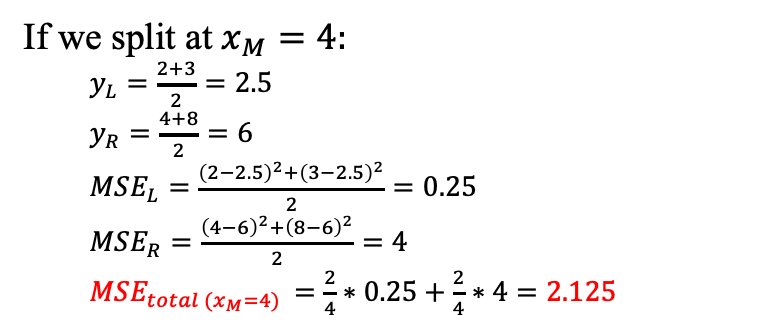 If we split at x_M = 4:
y_L = (2+3)/2 = 2.5
y_R = (4+8)/2 = 6
MSE_L = ((2−2.5)²+(3−2.5)²)/2 = 0.25
MSE_R = ((4−6)²+(8−6)²)/2 = 4
MSE_total (x_M=4) = 2/4 * 0.25 + 2/4 * 4 = 2.125